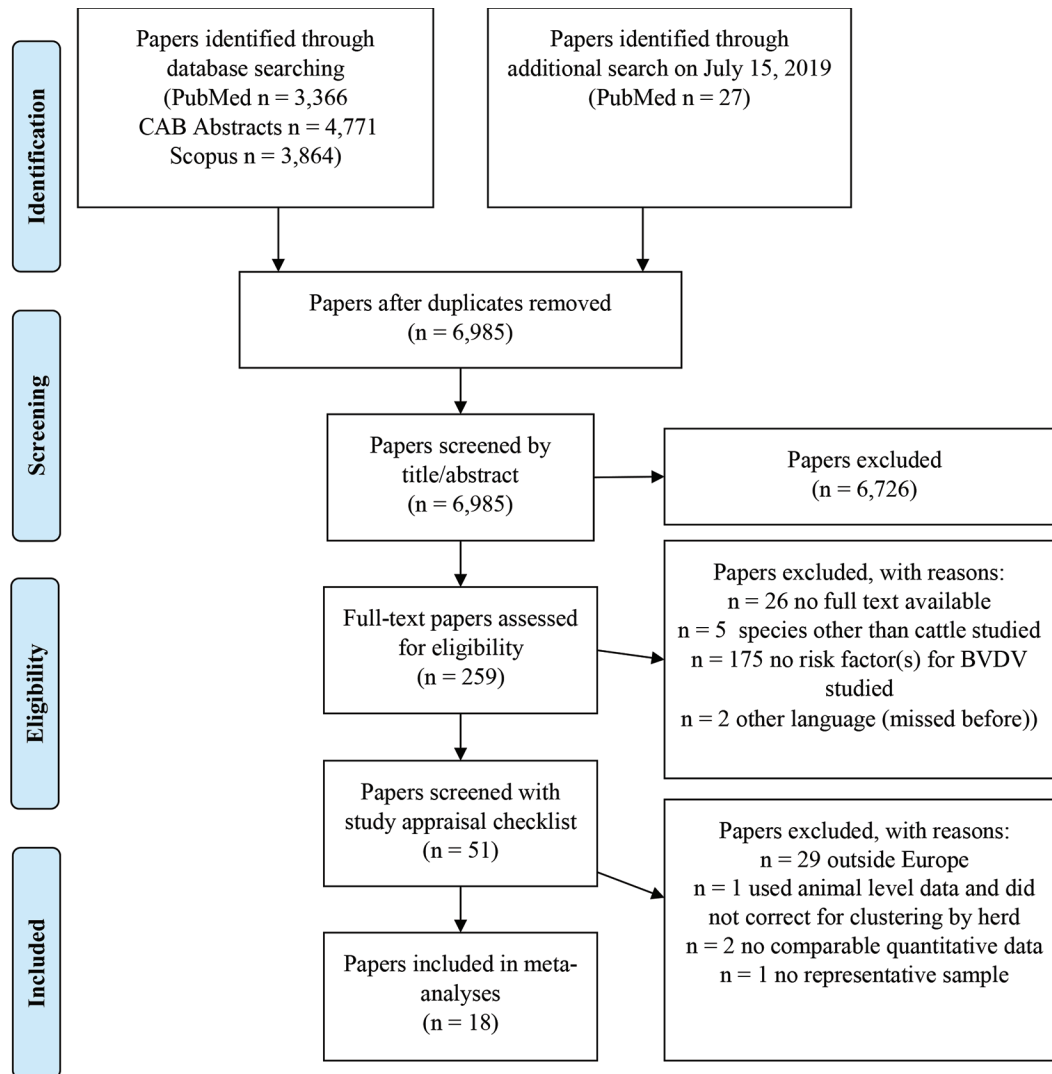 Papers identified through
database searching
(PubMed n = 3,366
CAB Abstracts n = 4,771
Scopus n = 3,864)
Papers identified through
additional search on July 15, 2019
(PubMed n = 27)
Identification
Papers after duplicates removed
(n = 6,985)
Screening
Papers screened by
title/abstract
(n = 6,985)
Papers excluded
(n = 6,726)
Eligibility
Full-text papers assessed
for eligibility
(n = 259)
Papers excluded, with reasons:
n = 26 no full text available
n = 5 species other than cattle studied
n = 175 no risk factor(s) for BVDV
studied
n = 2 other language (missed before))
Papers screened with
study appraisal checklist
(n = 51)
Papers excluded, with reasons:
n = 29 outside Europe
n = 1 used animal level data and did
not correct for clustering by herd
n = 2 no comparable quantitative data
n = 1 no representative sample
Included
Papers included in meta-
analyses
(n = 18)